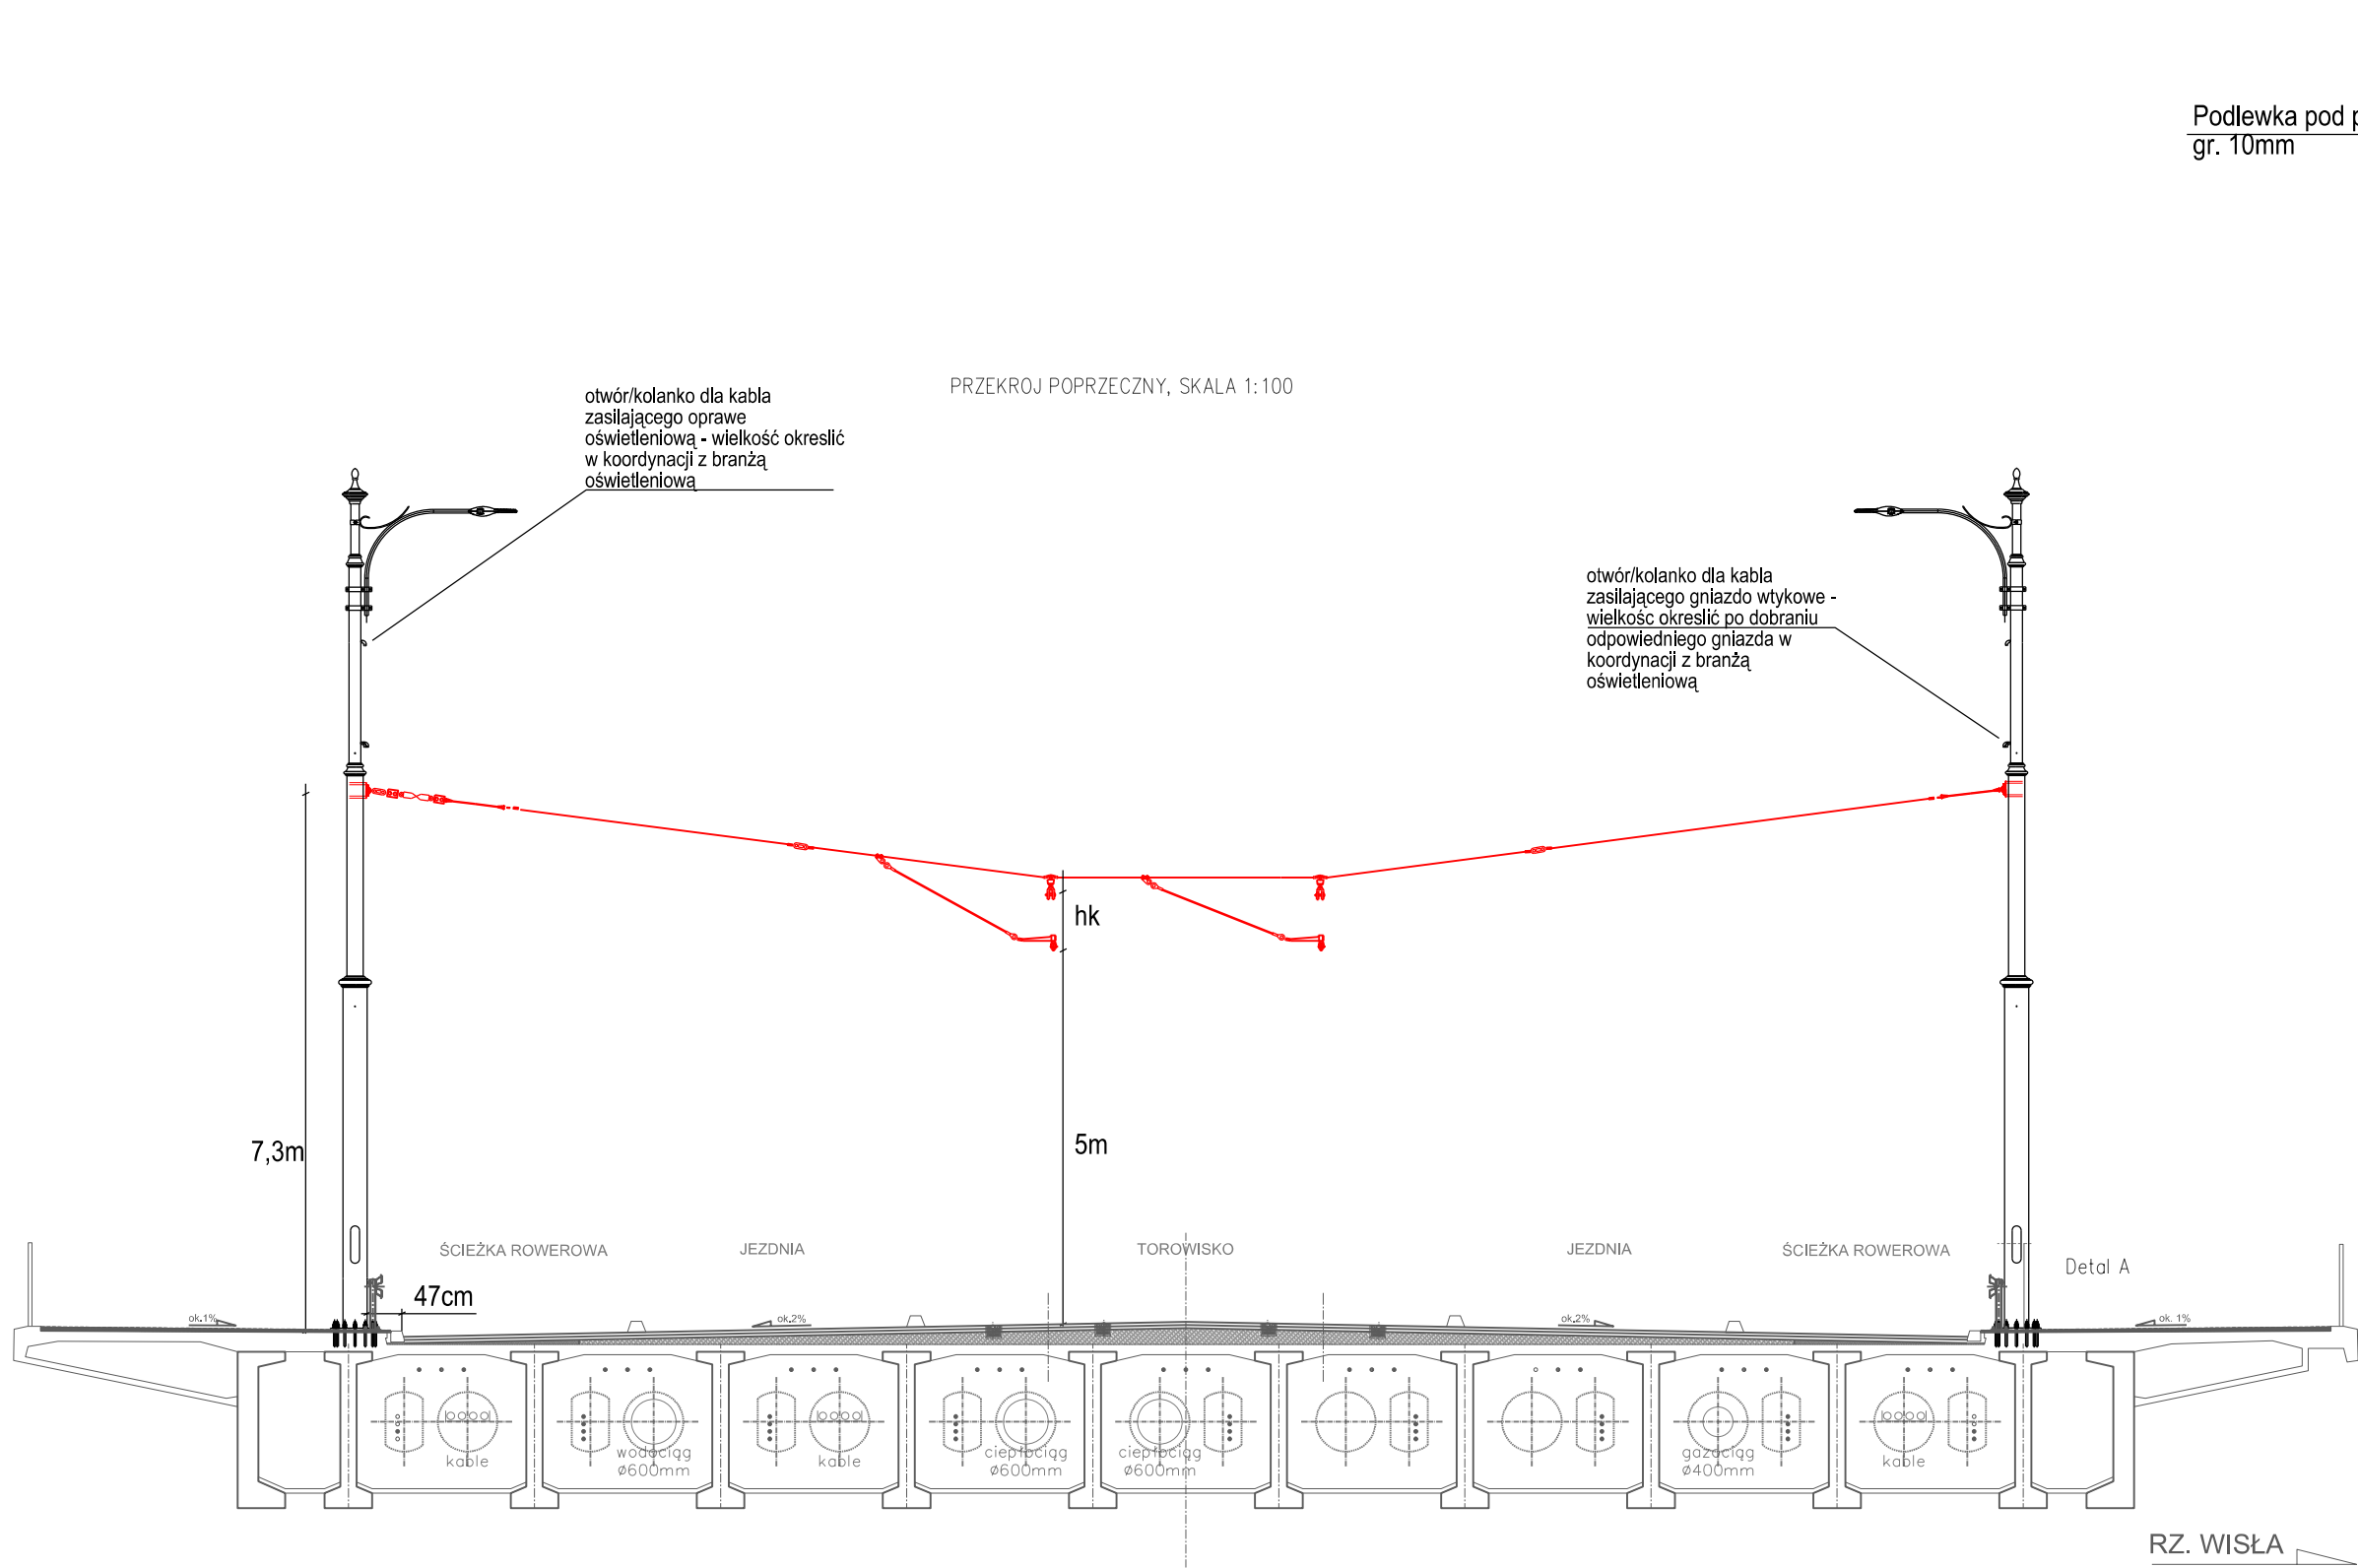 Podlewka pod
gr. 10mm
PRZEKROJ POPRZECZNY, SKALA 1:100
otwór/kolanko dla kabla
zasilającego oprawe
oświetleniową - wielkość okreslić
w koordynacji z branżą
oświetleniową
otwór/kolanko dla kabla
zasilającego gniazdo wtykowe -
wielkośc okreslić po dobraniu
odpowiedniego gniazda w
koordynacji z branżą
oświetleniową
hk
7,3m
5m
ŚCIEŻKA ROWEROWA
JEZDNIA
TOROWISKO
JEZDNIA
ŚCIEŻKA ROWEROWA
Detal A
47cm
ok.1%
ok.2%
ok.2%
ok. 1%
kable
wodociąg
ø600mm
kable
ciepłociąg
ø600mm
ciepłociąg
ø600mm
gazociąg
ø400mm
kable
RZ. WISŁA